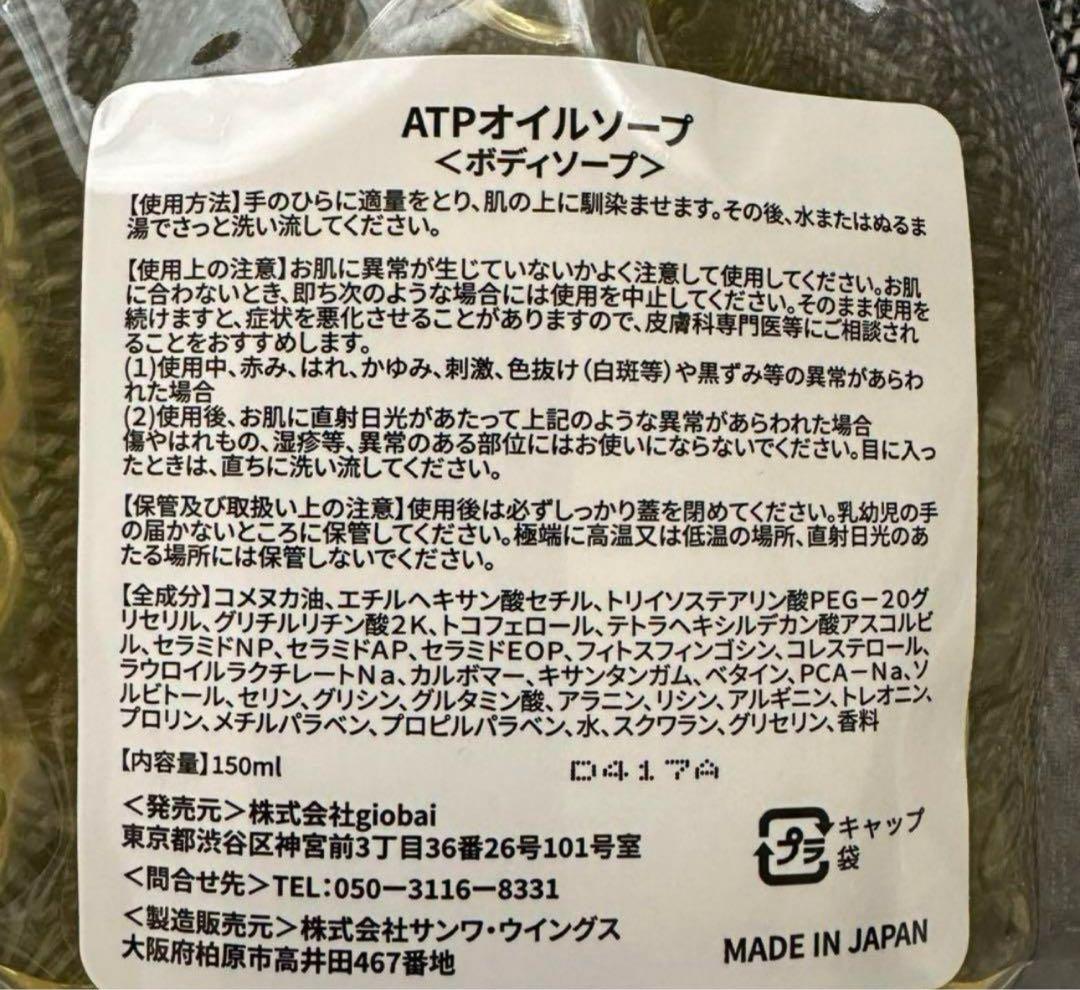 ATPオイルソープ
＜ボディソープ＞
【使用方法】手のひらに適量をとり、肌の上に馴染ませます。その後、水またはぬるま
湯でさっと洗い流してください。
【使用上の注意】お肌に異常が生じていないかよく注意して使用してください。お肌
に合わないとき、即ち次のような場合には使用を中止してください。そのまま使用を
続けますと、症状を悪化させることがありますので、皮膚科専門医等にご相談され
ることをおすすめします。
(1)使用中、赤み、はれ、かゆみ、刺激、色抜け（白斑等）や黒ずみ等の異常があらわ
れた場合
(2)使用後、お肌に直射日光があたって上記のような異常があらわれた場合
傷やはれもの、湿疹等、異常のある部位にはお使いにならないでください。目に入っ
たときは、直ちに洗い流してください。
【保管及び取扱い上の注意】使用後は必ずしっかり蓋を閉めてください。乳幼児の手
の届かないところに保管してください。極端に高温又は低温の場所、直射日光のあ
たる場所には保管しないでください。
【全成分】コメヌカ油、エチルヘキサン酸セチル、トリイソステアリン酸PEG－20グ
リセリル、グリチルリチン酸2K、トコフェロール、テトラヘキシルデカン酸アスコルビ
ル、セラミドNP、セラミドAP、セラミドEOP、フィトスフィンゴシン、コレステロール、
ラウロイルラクチレートNa、カルボマー、キサンタンガム、ベタイン、PCA－Na、ソ
ルビトール、セリン、グリシン、グルタミン酸、アラニン、リシン、アルギニン、トレオニン、
プロリン、メチルパラベン、プロピルパラベン、水、スクワラン、グリセリン、香料
【内容量】150ml
D417A
＜発売元＞株式会社giobai
東京都渋谷区神宮前3丁目36番26号101号室
プラ
キャップ
袋
＜問合せ先＞TEL：050ー3116ー8331
＜製造販売元＞株式会社サンワ・ウイングス
大阪府柏原市高井田467番地
MADE IN JAPAN